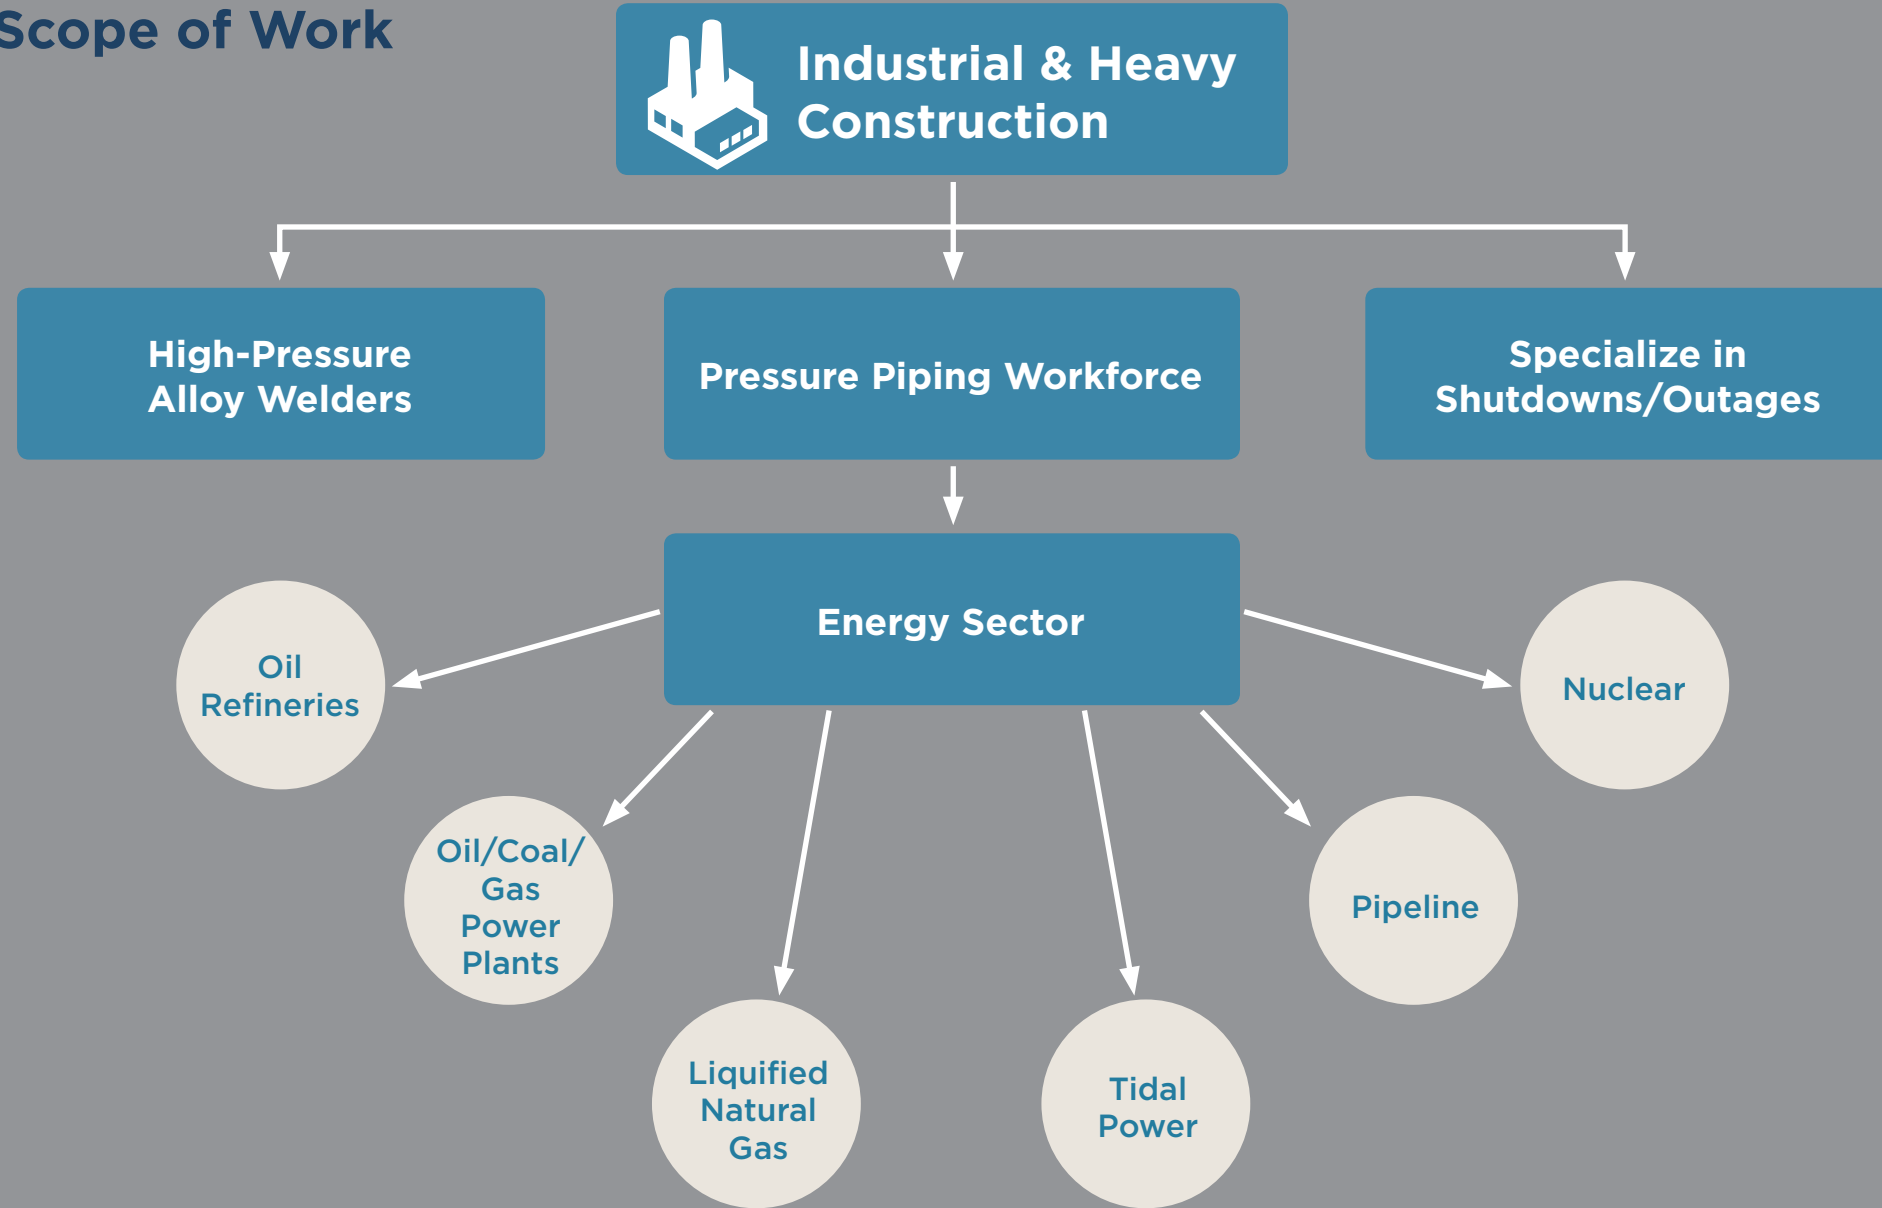 Scope of Work
Industrial & Heavy
Construction
High-Pressure
Alloy Welders
Pressure Piping Workforce
Specialize in
Shutdowns/Outages
Energy Sector
Oil
Refineries
Nuclear
Oil/Coal/
Gas
Power
Plants
Pipeline
Liquified
Natural
Gas
Tidal
Power